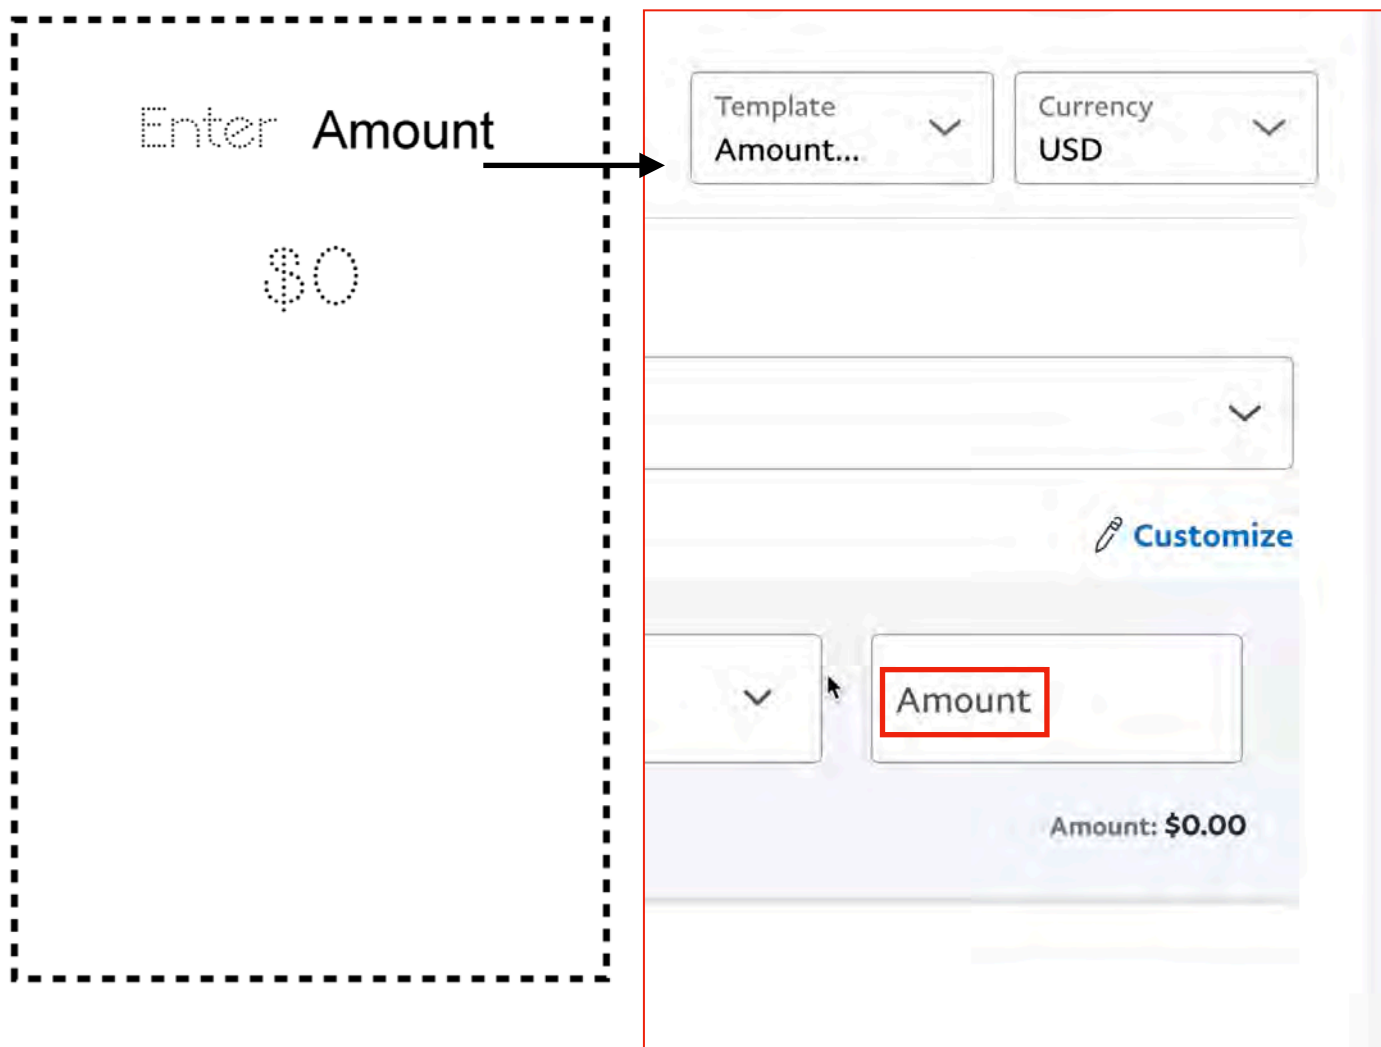 Enter Amount
$0
Template
Amount...
Currency
USD
Customize
Amount
Amount: $0.00